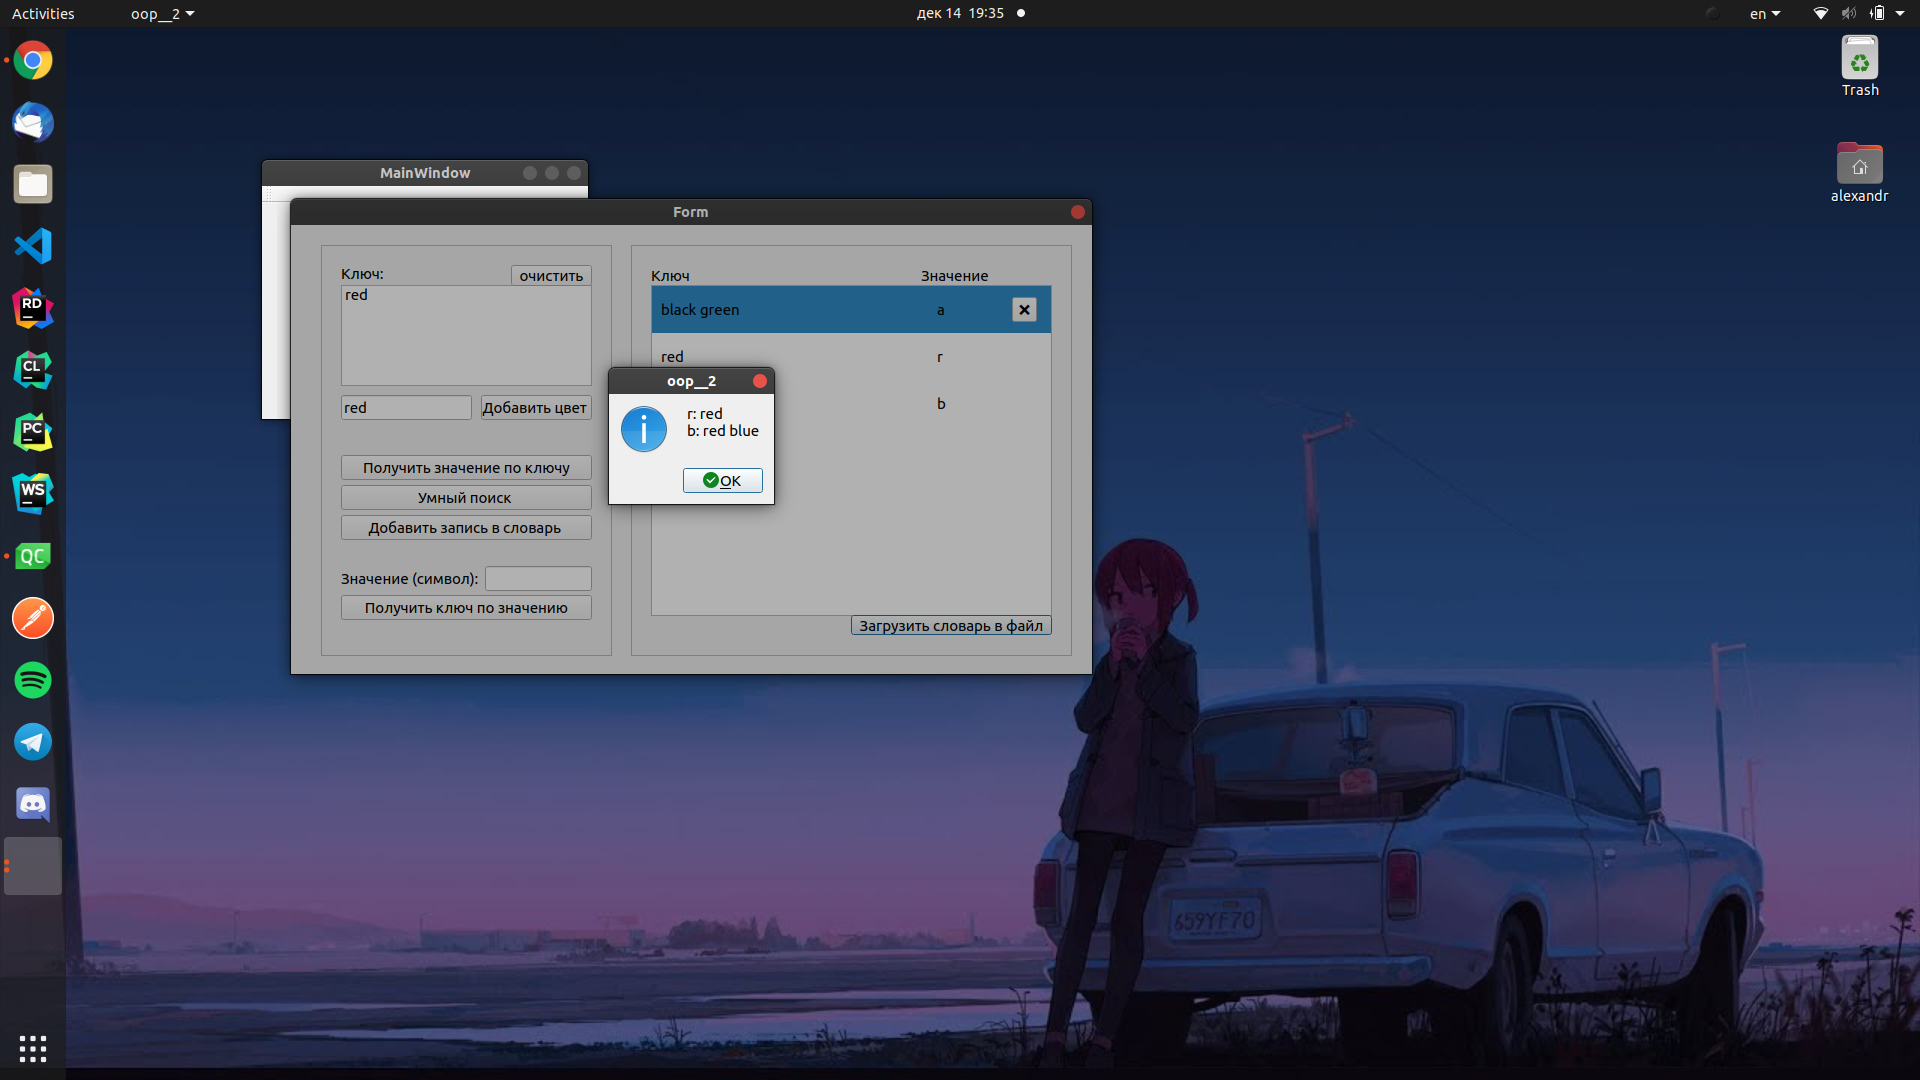 Activities
oop__2
дек 14 19:35
en
Trash
alexandr
MainWindow
Form
Ключ:
очистить
red
red
Добавить цвет
Получить значение по ключу
Умный поиск
Добавить запись в словарь
Значение (символ):
Получить ключ по значению
Ключ
Значение
black green
a
red
r
b
Загрузить словарь в файл
oop__2
r: red
b: red blue
OK
RD
CL
PC
WS
QC
659YF70